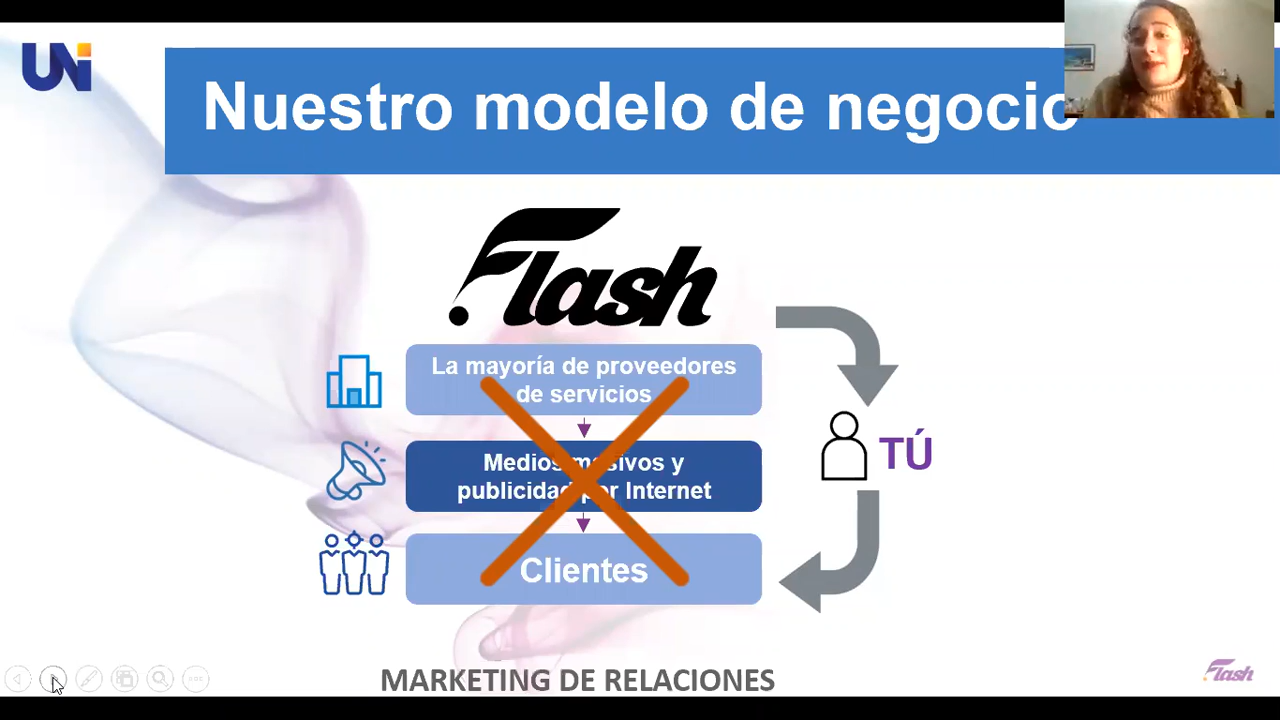 UNi
Nuestro modelo de negocio
Flash
La mayoría de proveedores
de servicios
Medios masivos y
publicidad por Internet
Clientes
TÚ
MARKETING DE RELACIONES
Flash